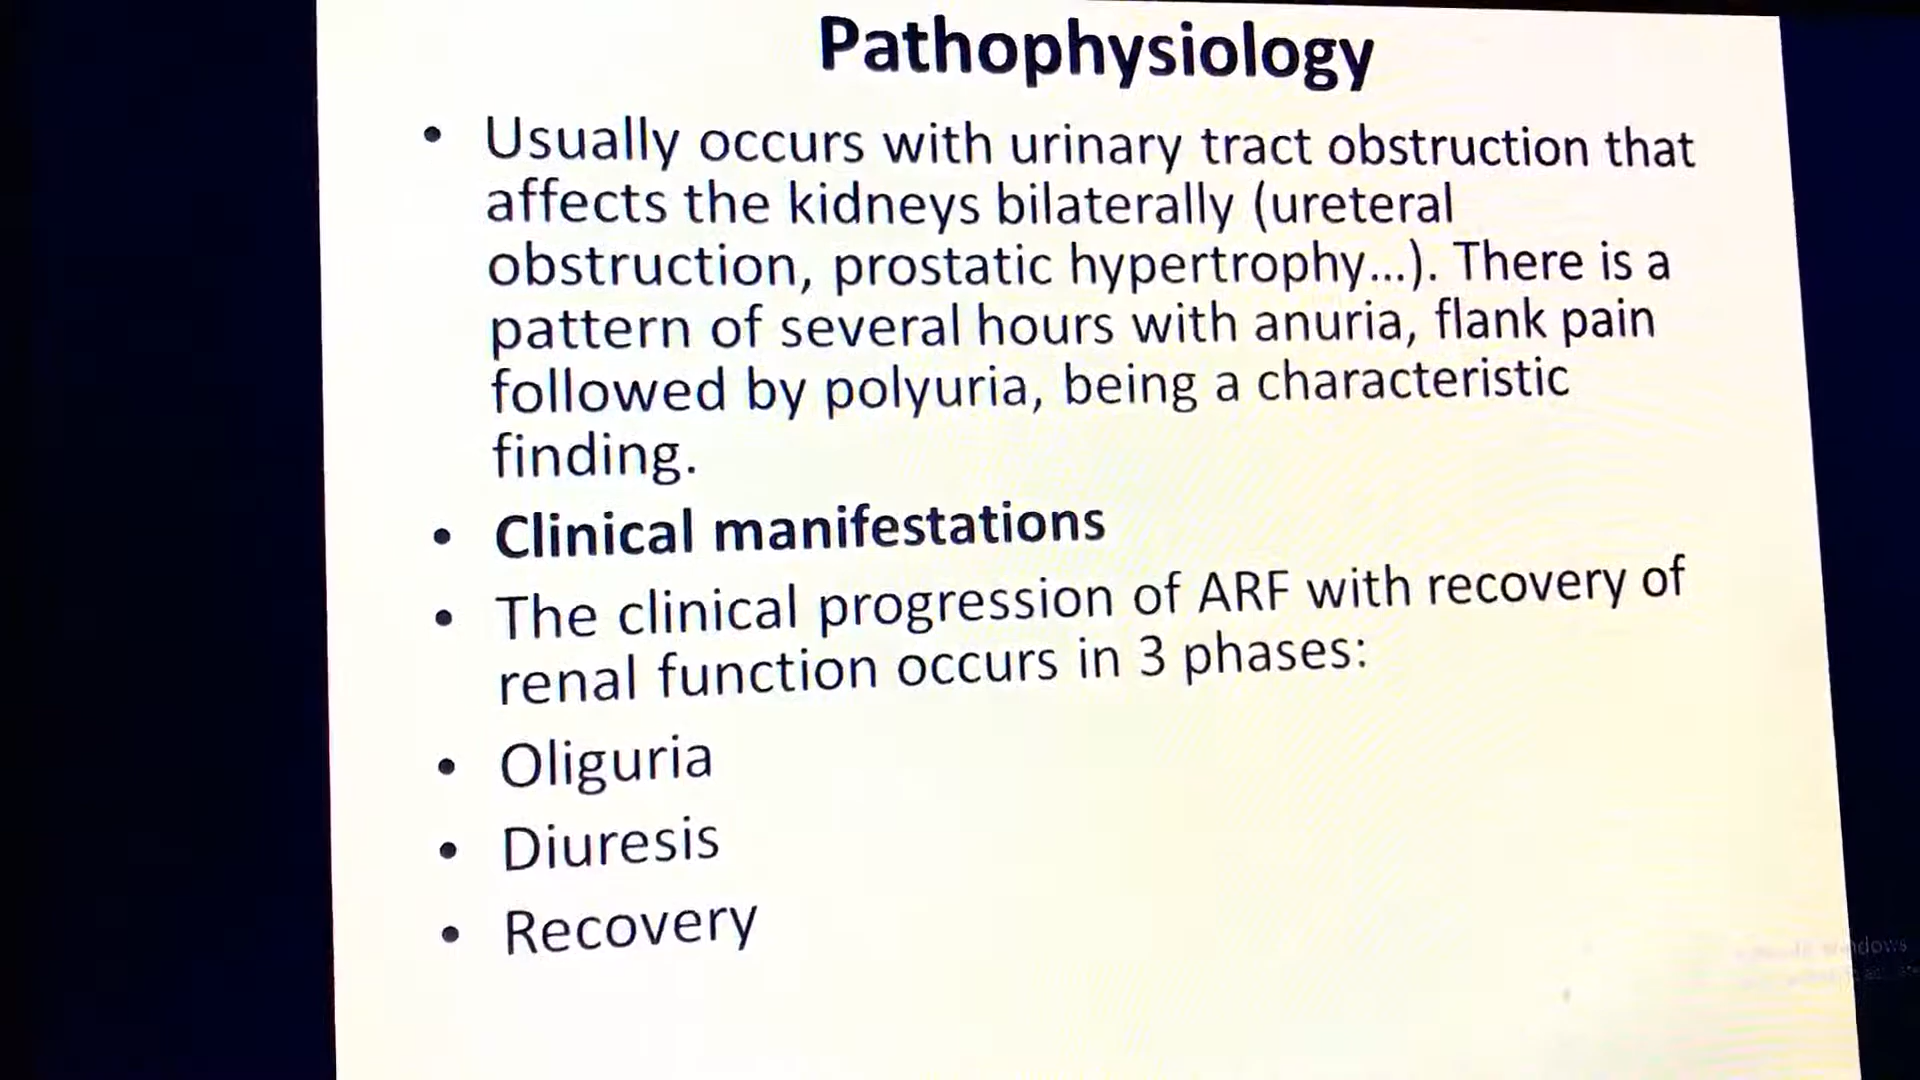 Pathophysiology
• Usually occurs with urinary tract obstruction that
affects the kidneys bilaterally (ureteral
obstruction, prostatic hypertrophy...). There is a
pattern of several hours with anuria, flank pain
followed by polyuria, being a characteristic
finding.
• Clinical manifestations
• The clinical progression of ARF with recovery of
renal function occurs in 3 phases:
• Oliguria
• Diuresis
• Recovery